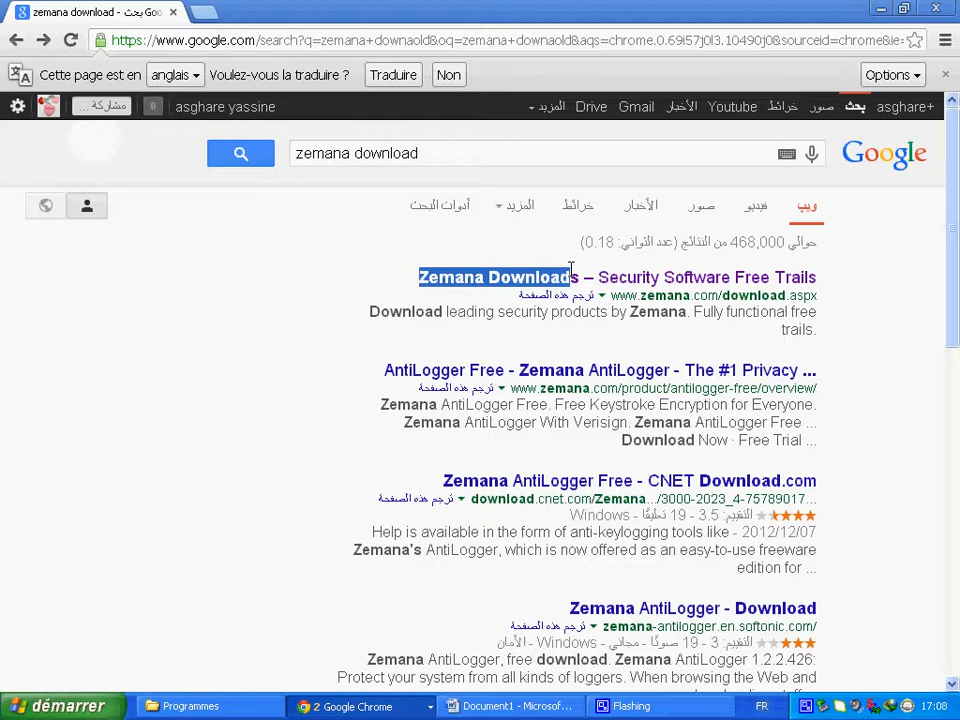 zemana download - بحث Goo
https://www.google.com/search?q=zemana+downaold&oq=zemana+downaold&aqs=chrome.0.69i57j0l3.10490j0&sourceid=chrome&ie=
Cette page est en anglais Voulez-vous la traduire ? Traduire Non Options
asghare+ بحث صور خرائط Youtube الأخبار Gmail Drive المزيد asghare yassine 0 مشاركة ...
zemana download
Google
ويب فيديو صور الأخبار خرائط المزيد أدوات البحث
حوالي 468,000 من النتائج (عدد الثواني: 0.18)
Zemana Downloads – Security Software Free Trails
www.zemana.com/download.aspx ترجم هذه الصفحة
Download leading security products by Zemana. Fully functional free
trails.
AntiLogger Free - Zemana AntiLogger - The #1 Privacy ...
www.zemana.com/product/antilogger-free/overview/ ترجم هذه الصفحة
Zemana AntiLogger Free. Free Keystroke Encryption for Everyone.
Zemana AntiLogger With Verisign. Zemana AntiLogger Free ...
Download Now · Free Trial ...
Zemana AntiLogger Free - CNET Download.com
download.cnet.com/Zemana.../3000-2023_4-75789017... ترجم هذه الصفحة
التقييم: 3.5 - 19 تعليقًا - Windows
Help is available in the form of anti-keylogging tools like - 2012/12/07
Zemana's AntiLogger, which is now offered as an easy-to-use freeware
edition for ...
Zemana AntiLogger - Download
zemana-antilogger.en.softonic.com/ ترجم هذه الصفحة
التقييم: 3 - 19 صوتًا - مجاني - Windows - الأمان
Zemana AntiLogger, free download. Zemana AntiLogger 1.2.2.426:
Protect your system from all kinds of loggers. When browsing the Web and
démarrer Programmes 2 Google Chrome Document1 - Microsof... Flashing FR 17:08